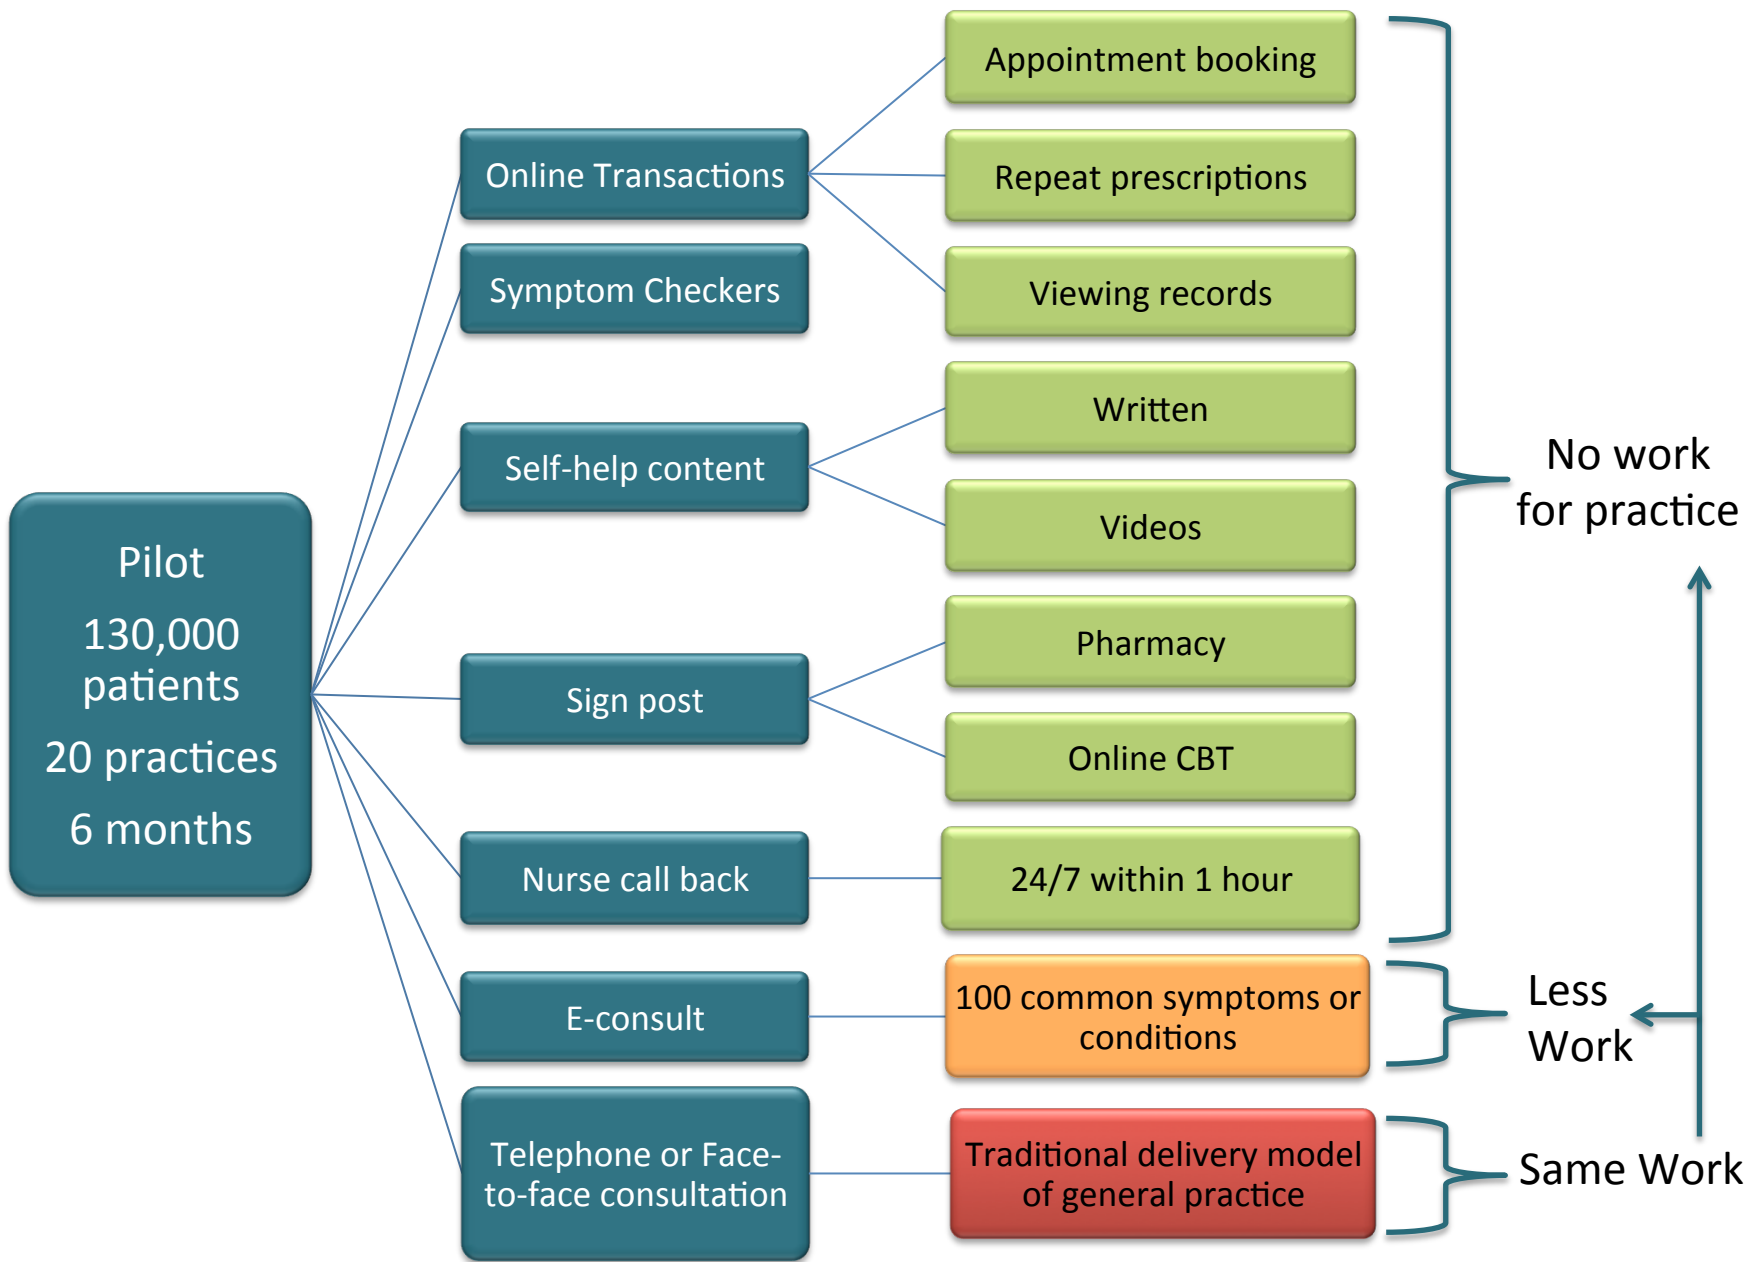 Pilot
130,000
patients
20 practices
6 months
Online Transactions
Appointment booking
Repeat prescriptions
Viewing records
Symptom Checkers
Self-help content
Written
Videos
Sign post
Pharmacy
Online CBT
Nurse call back
24/7 within 1 hour
E-consult
100 common symptoms or
conditions
Telephone or Face-
to-face consultation
Traditional delivery model
of general practice
No work
for practice
Less
Work
Same Work